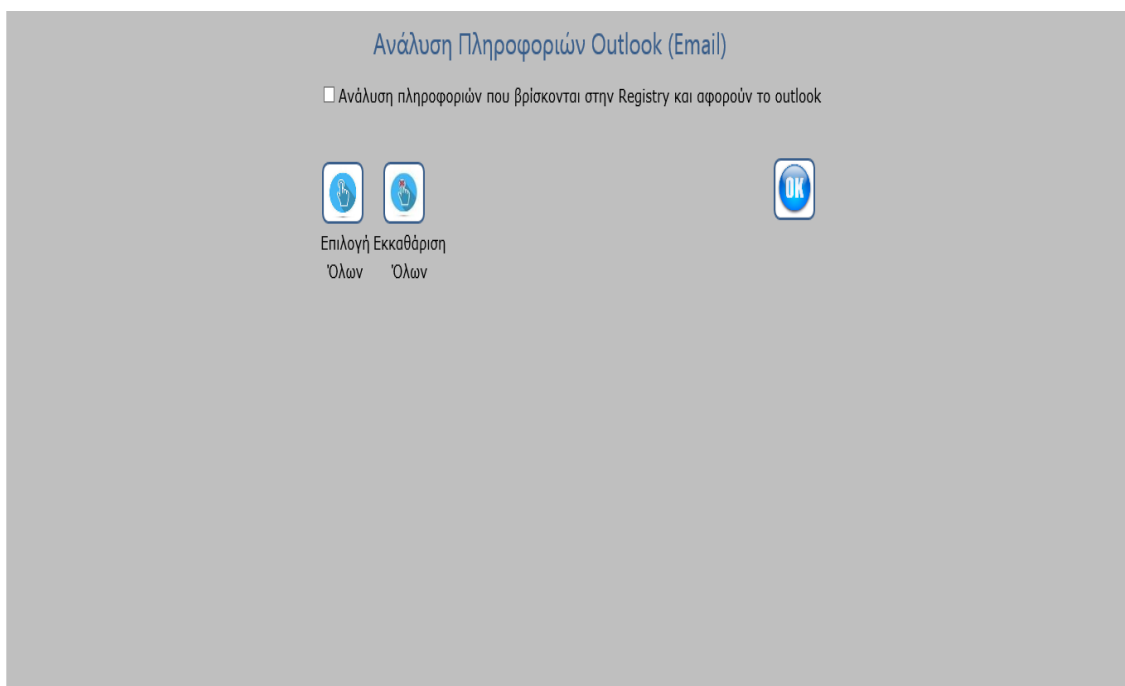 Ανάλυση Πληροφοριών Outlook (Email)
Ανάλυση πληροφοριών που βρίσκονται στην Registry και αφορούν το outlook
OK
Επιλογή Εκκαθάριση
Όλων Όλων